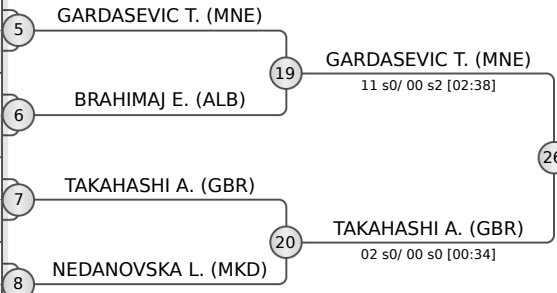 GARDASEVIC T. (MNE)
5
GARDASEVIC T. (MNE)
19
11 s0/ 00 s2 [02:38]
BRAHIMAJ E. (ALB)
6
26
TAKAHASHI A. (GBR)
7
TAKAHASHI A. (GBR)
20
02 s0/ 00 s0 [00:34]
NEDANOVSKA L. (MKD)
8